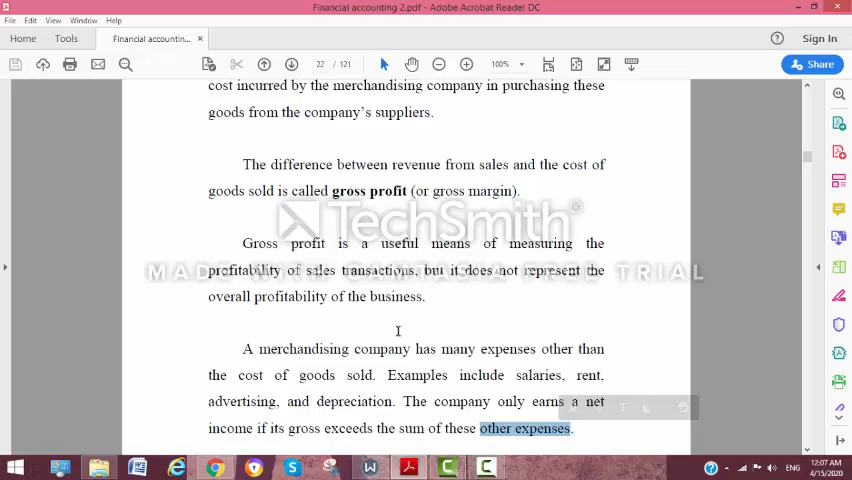 Financial accounting 2.pdf - Adobe Acrobat Reader DC
File Edit View Window Help
Home Tools Financial accountin... × Sign In
22 / 121 100% Share
cost incurred by the merchandising company in purchasing these
goods from the company's suppliers.
The difference between revenue from sales and the cost of
goods sold is called gross profit (or gross margin).
TechSmith
Gross profit is a useful means of measuring the
MADE WITH CAMTASIA FREE TRIAL
profitability of sales transactions, but it does not represent the
overall profitability of the business.
A merchandising company has many expenses other than
the cost of goods sold. Examples include salaries, rent,
advertising, and depreciation. The company only earns a net
income if its gross exceeds the sum of these other expenses.
ENG
12:07 AM
4/15/2020